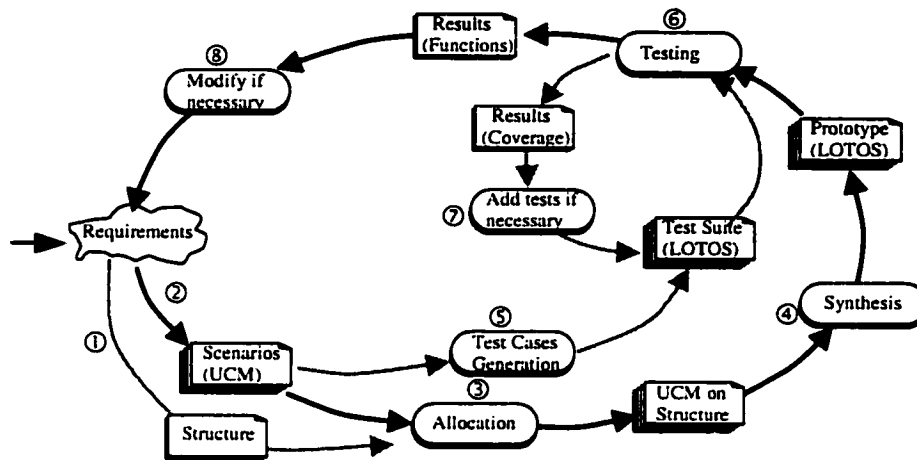 ⑥
Results
(Functions)
Testing
⑧
Modify if
necessary
Results
(Coverage)
Prototype
(LOTOS)
⑦
Add tests if
necessary
Requirements
Test Suite
(LOTOS)
②
①
⑤
④
Synthesis
Scenarios
(UCM)
Test Cases
Generation
③
UCM on
Structure
Structure
Allocation